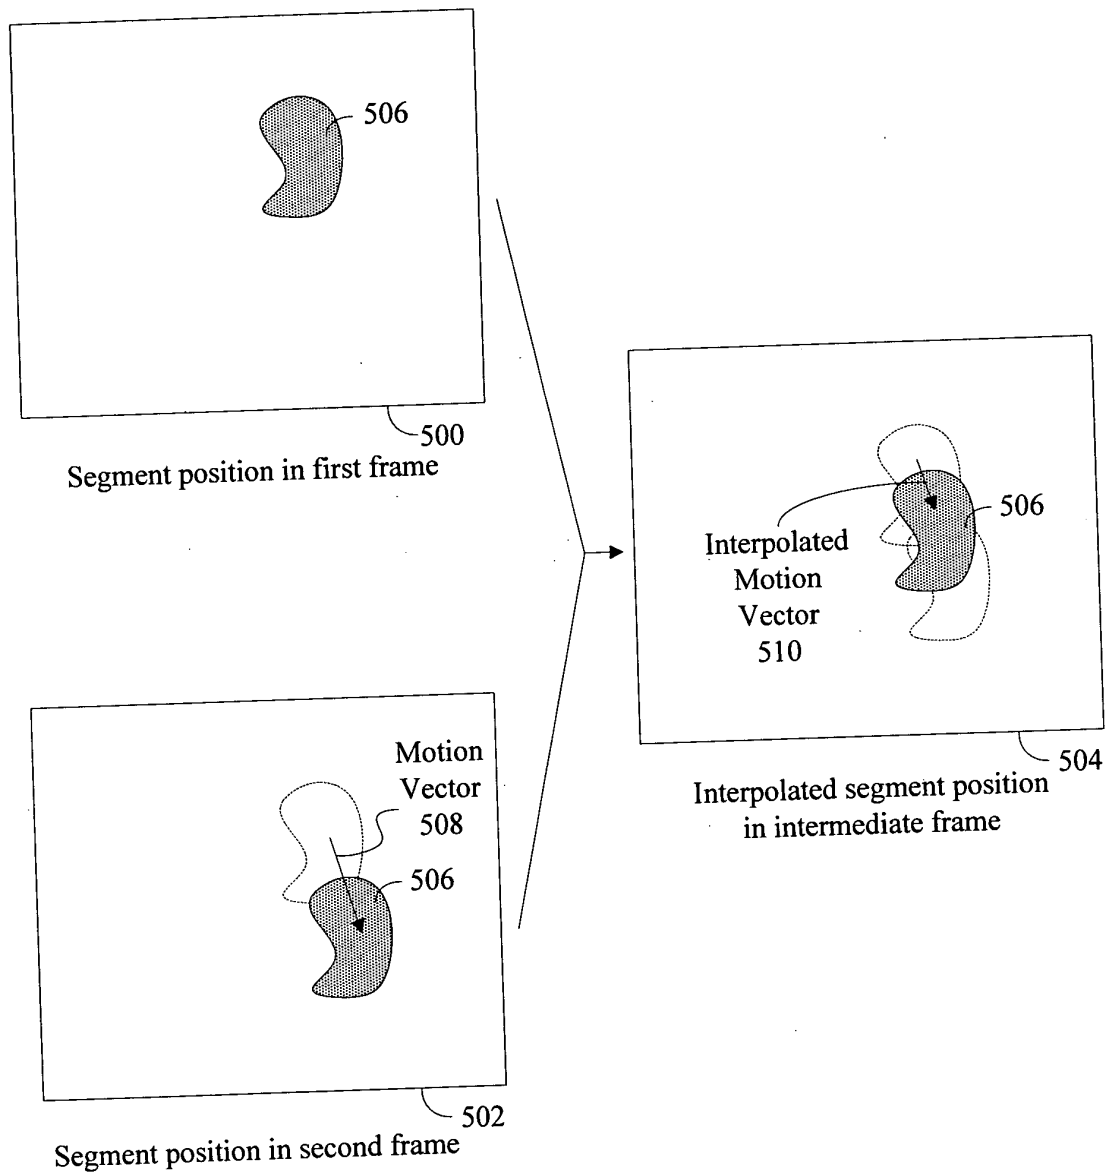 506
500
Segment position in first frame
Interpolated
Motion
Vector
510
506
504
Interpolated segment position
in intermediate frame
Motion
Vector
508
506
502
Segment position in second frame